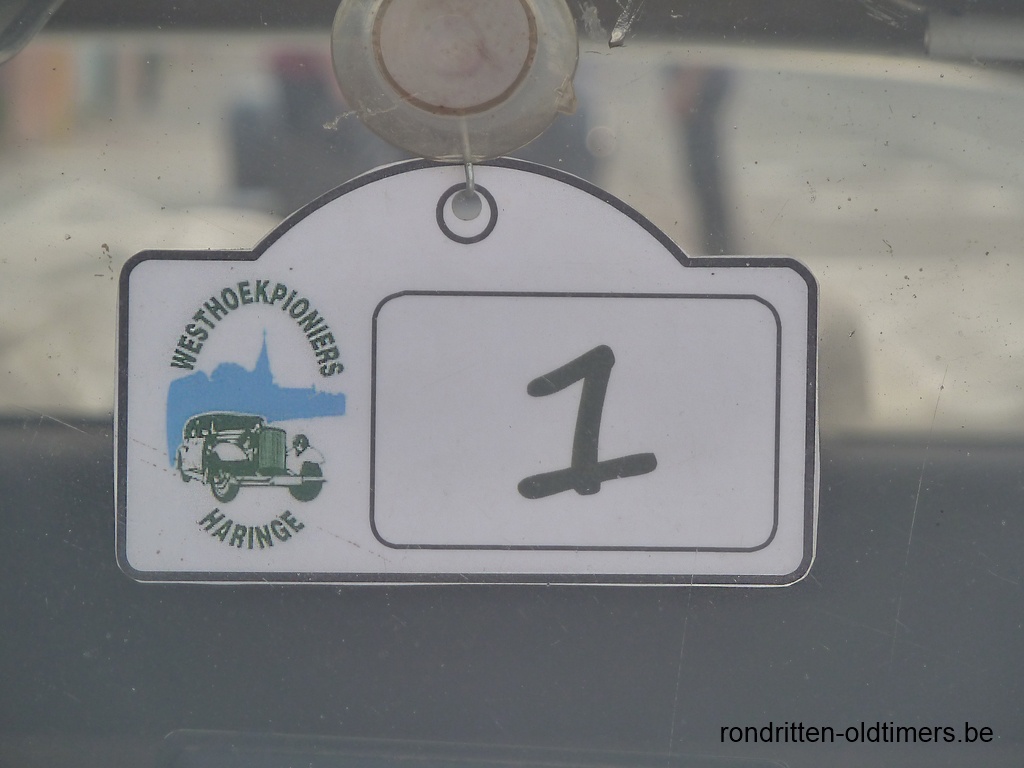 WESTHOEKPIONIERS
1
HARINGE
rondritten-oldtimers.be